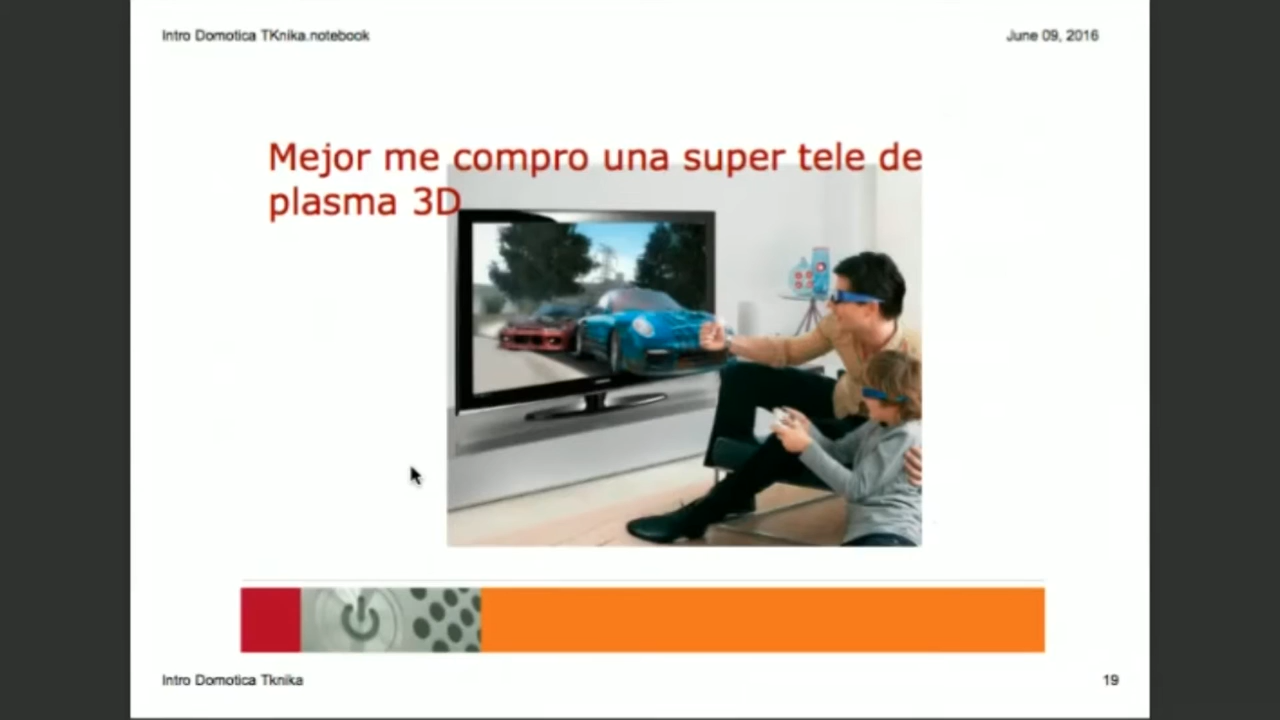 Intro Domotica TKnika.notebook
June 09, 2016
Mejor me compro una super tele de
plasma 3D
Intro Domotica Tknika
19